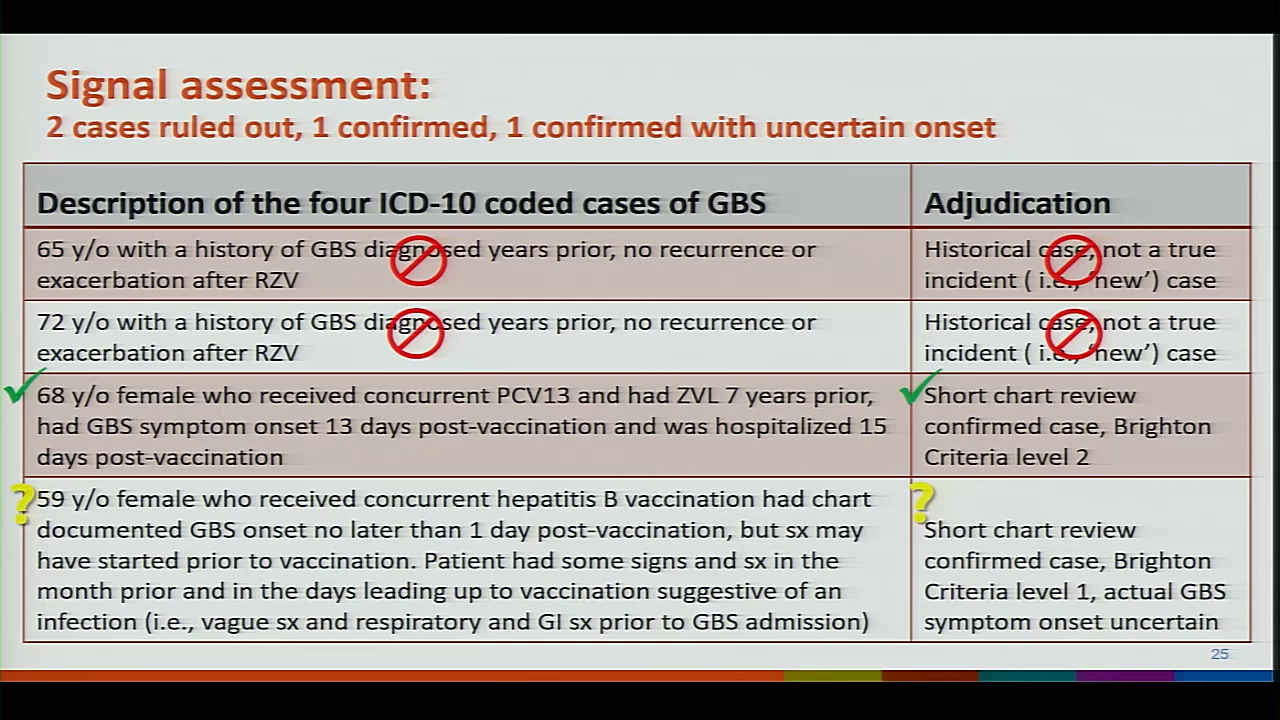 Signal assessment:
2 cases ruled out, 1 confirmed, 1 confirmed with uncertain onset
Description of the four ICD-10 coded cases of GBS
Adjudication
65 y/o with a history of GBS diagnosed years prior, no recurrence or
exacerbation after RZV
Historical case, not a true
incident ( i.e., ‘new’) case
72 y/o with a history of GBS diagnosed years prior, no recurrence or
exacerbation after RZV
Historical case, not a true
incident ( i.e., ‘new’) case
68 y/o female who received concurrent PCV13 and had ZVL 7 years prior,
had GBS symptom onset 13 days post-vaccination and was hospitalized 15
days post-vaccination
Short chart review
confirmed case, Brighton
Criteria level 2
?
59 y/o female who received concurrent hepatitis B vaccination had chart
documented GBS onset no later than 1 day post-vaccination, but sx may
have started prior to vaccination. Patient had some signs and sx in the
month prior and in the days leading up to vaccination suggestive of an
infection (i.e., vague sx and respiratory and GI sx prior to GBS admission)
?
Short chart review
confirmed case, Brighton
Criteria level 1, actual GBS
symptom onset uncertain
25